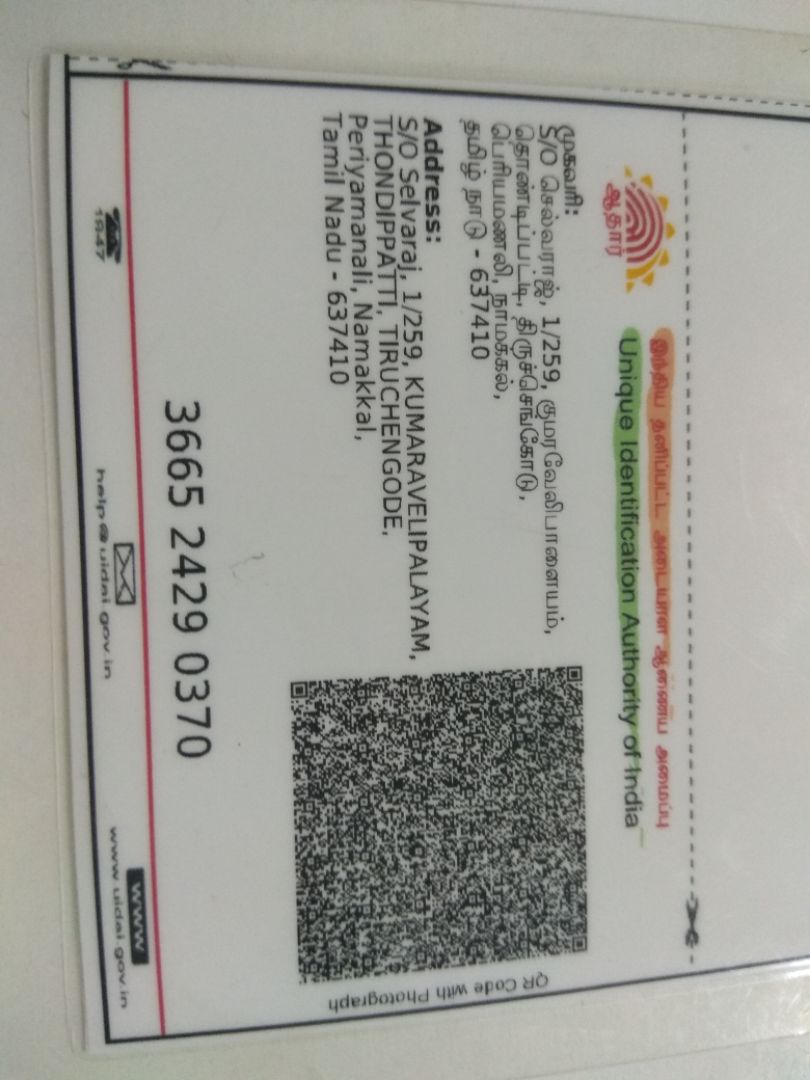 ஆதார்
இந்திய தனிப்பட்ட அடையாள ஆணைய அமைப்பு
Unique Identification Authority of India
முகவரி:
S/O செல்வராஜ், 1/259, குமரவேலிபாளையம்,
தொண்டிப்பட்டி, திருச்செங்கோடு,
பெரியமணலி, நாமக்கல்,
தமிழ் நாடு - 637410
Address:
S/O Selvaraj, 1/259, KUMARAVELIPALAYAM,
THONDIPPATTI, TIRUCHENGODE,
Periyamanali, Namakkal,
Tamil Nadu - 637410
QR Code with Photograph
3665 2429 0370
1947
help@uidai.gov.in
www
www.uidai.gov.in